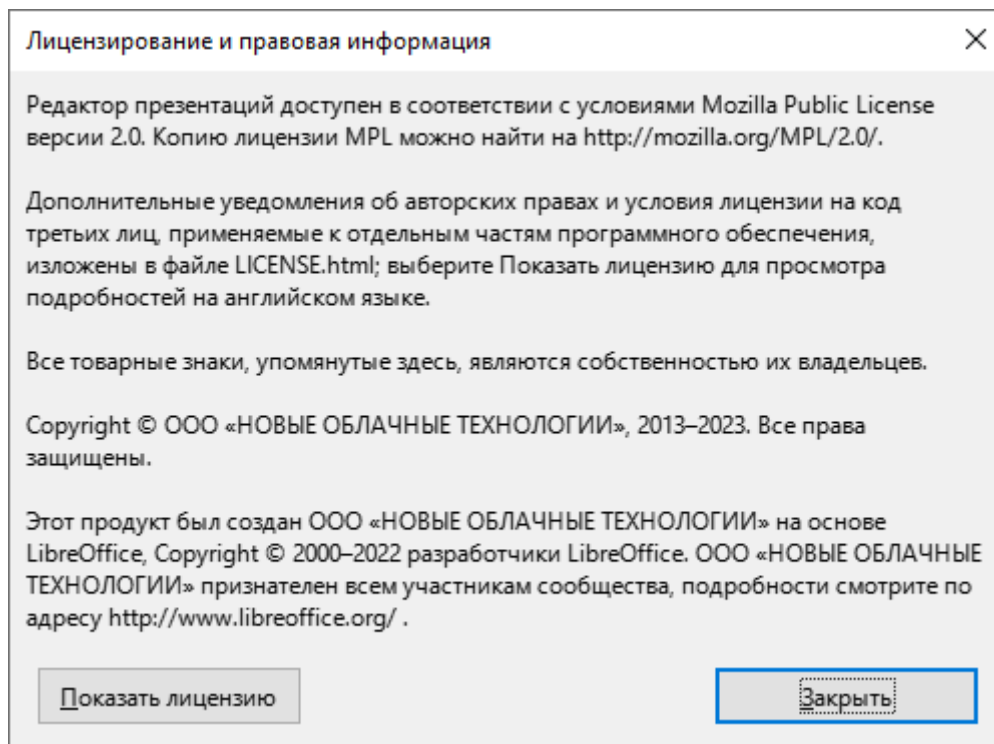 Лицензирование и правовая информация
Редактор презентаций доступен в соответствии с условиями Mozilla Public License
версии 2.0. Копию лицензии MPL можно найти на http://mozilla.org/MPL/2.0/.
Дополнительные уведомления об авторских правах и условия лицензии на код
третьих лиц, применяемые к отдельным частям программного обеспечения,
изложены в файле LICENSE.html; выберите Показать лицензию для просмотра
подробностей на английском языке.
Все товарные знаки, упомянутые здесь, являются собственностью их владельцев.
Copyright © ООО «НОВЫЕ ОБЛАЧНЫЕ ТЕХНОЛОГИИ», 2013–2023. Все права
защищены.
Этот продукт был создан ООО «НОВЫЕ ОБЛАЧНЫЕ ТЕХНОЛОГИИ» на основе
LibreOffice, Copyright © 2000–2022 разработчики LibreOffice. ООО «НОВЫЕ ОБЛАЧНЫЕ
ТЕХНОЛОГИИ» признателен всем участникам сообщества, подробности смотрите по
адресу http://www.libreoffice.org/ .
Показать лицензию
Закрыть